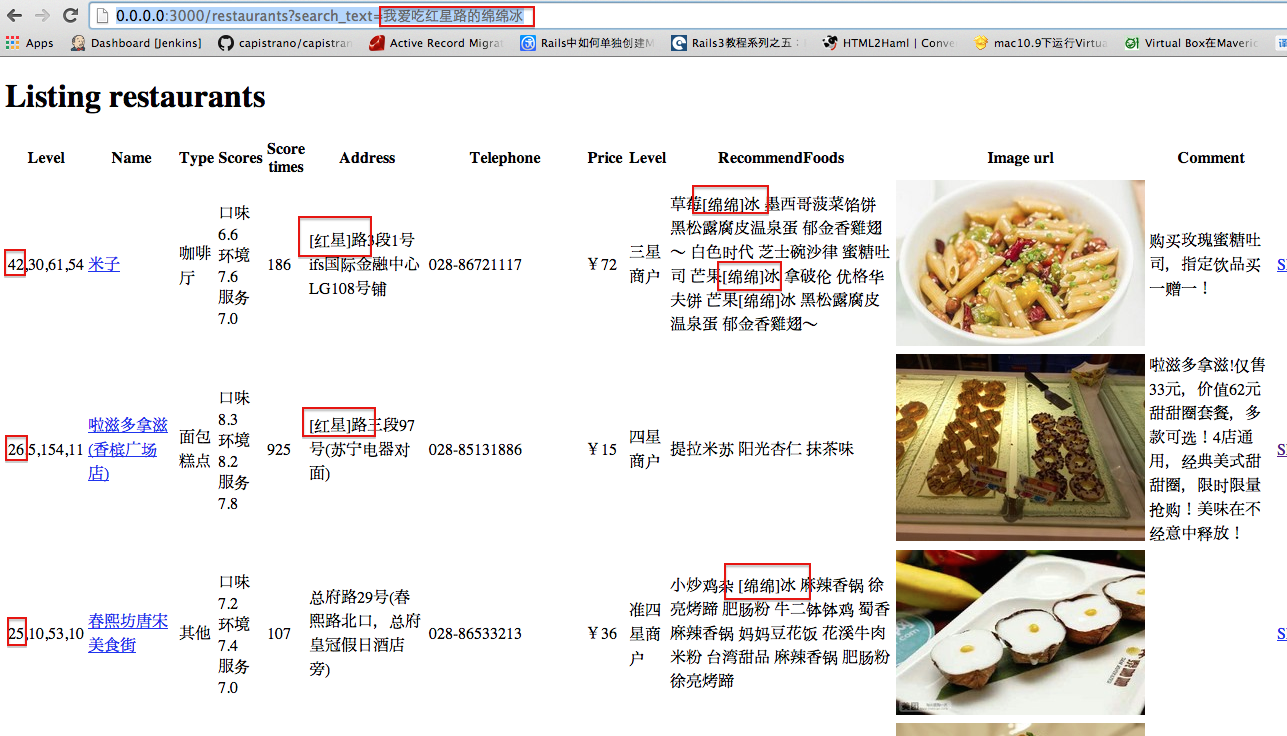 0.0.0.0:3000/restaurants?search_text=我爱吃红星路的绵绵冰
Apps Dashboard [Jenkins] capistrano/capistran Active Record Migrat Rails中如何单独创建M Rails3教程系列之五： HTML2Haml | Conve mac10.9下运行Virtua Virtual Box在Maveric 译
Listing restaurants
Level Name Type Scores Score times Address Telephone Price Level RecommendFoods Image url Comment
42,30,61,54
米子
咖啡
厅
口味
6.6
环境
7.6
服务
7.0
186
[红星]路3段1号
ifs国际金融中心
LG108号铺
028-86721117
￥72
三星
商户
草莓[绵绵]冰 墨西哥菠菜馅饼
黑松露腐皮温泉蛋 郁金香雞翅
～ 白色时代 芝士碗沙律 蜜糖吐
司 芒果[绵绵]冰 拿破伦 优格华
夫饼 芒果[绵绵]冰 黑松露腐皮
温泉蛋 郁金香雞翅～
购买玫瑰蜜糖吐
司，指定饮品买
一赠一！
S
26,5,154,11
啦滋多拿滋
(香槟广场
店)
面包
糕点
口味
8.3
环境
8.2
服务
7.8
925
[红星]路三段97
号(苏宁电器对
面)
028-85131886
￥15
四星
商户
提拉米苏 阳光杏仁 抹茶味
啦滋多拿滋!仅售
33元，价值62元
甜甜圈套餐，多
款可选！4店通
用，经典美式甜
甜圈，限时限量
抢购！美味在不
经意中释放！
S
25,10,53,10
春熙坊唐宋
美食街
其他
口味
7.2
环境
7.4
服务
7.0
107
总府路29号(春
熙路北口，总府
皇冠假日酒店
旁)
028-86533213
￥36
准四
星商
户
小炒鸡杂 [绵绵]冰 麻辣香锅 徐
亮烤蹄 肥肠粉 牛二钵钵鸡 蜀香
麻辣香锅 妈妈豆花饭 花溪牛肉
米粉 台湾甜品 麻辣香锅 肥肠粉
徐亮烤蹄
S